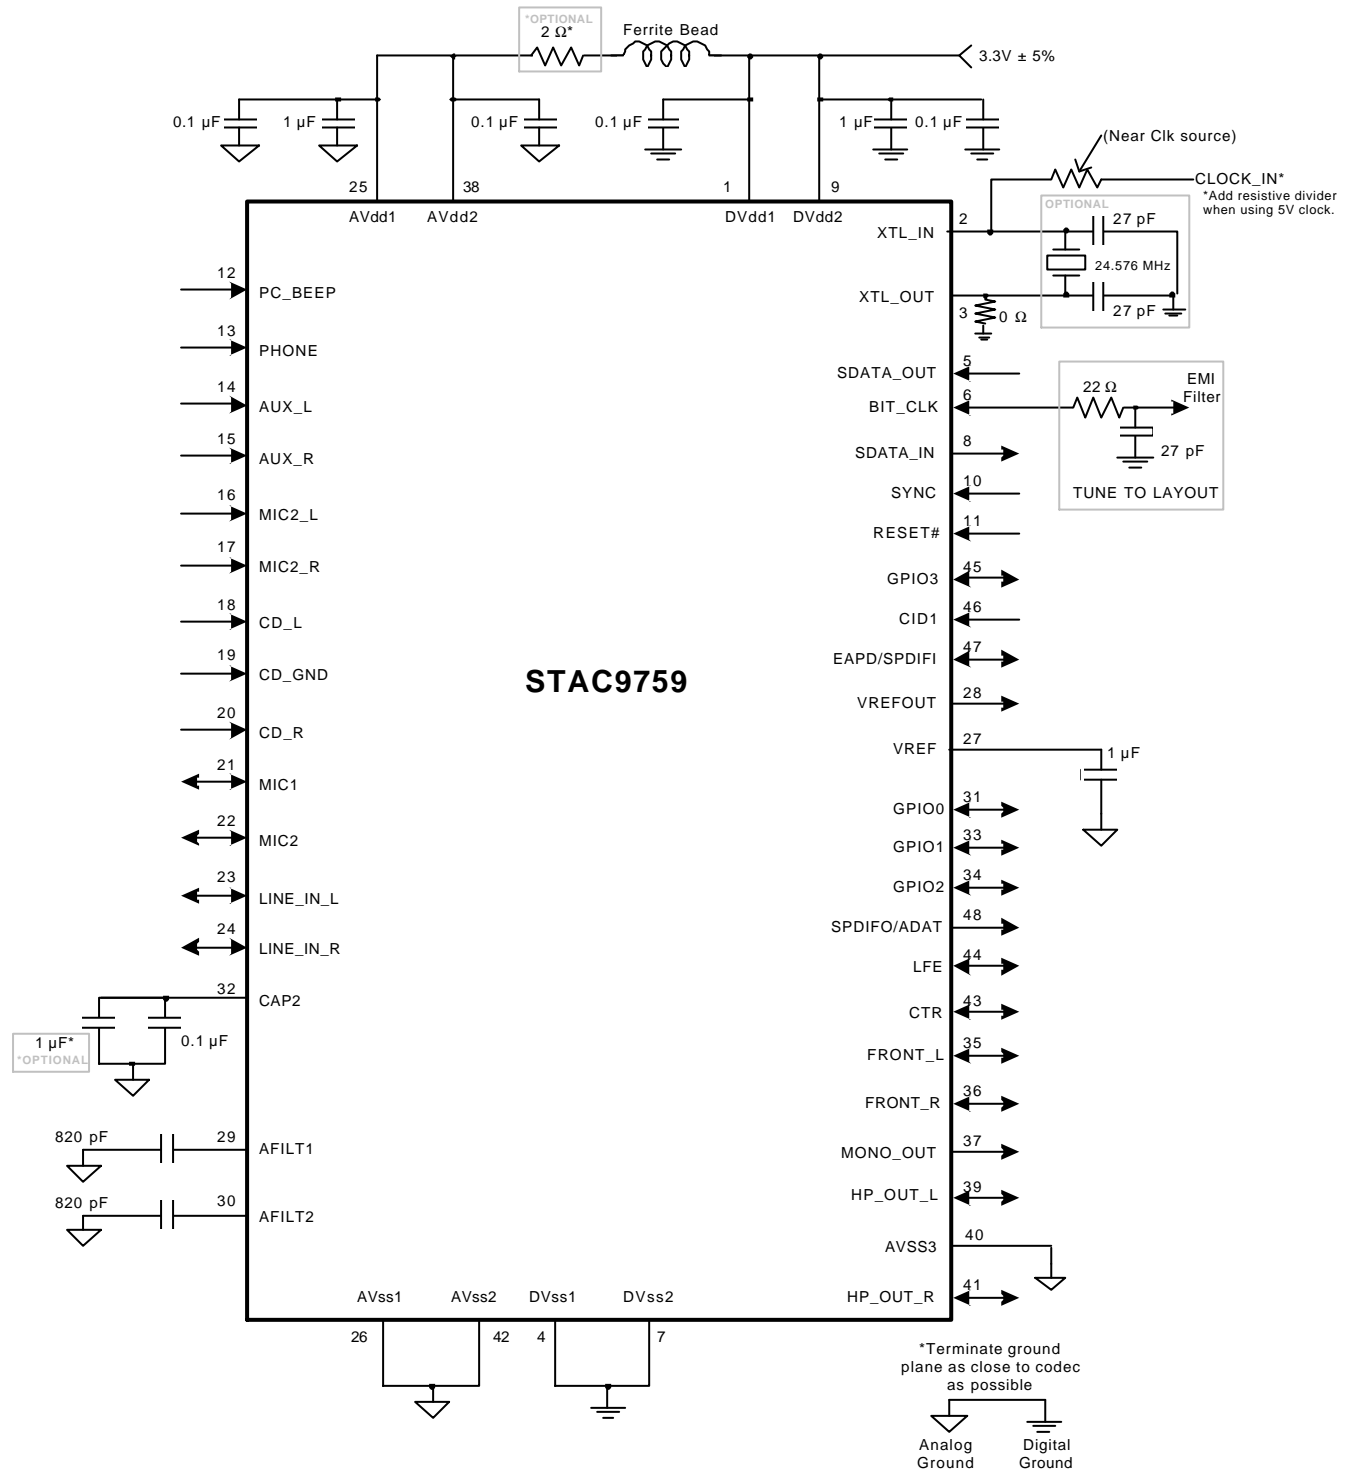 *OPTIONAL
2 Ω*
Ferrite Bead
3.3V ± 5%
0.1 µF
1 µF
0.1 µF
0.1 µF
1 µF
0.1 µF
(Near Clk source)
CLOCK_IN*
*Add resistive divider
when using 5V clock.
25
38
1
9
AVdd1
AVdd2
DVdd1
DVdd2
2
XTL_IN
OPTIONAL
27 pF
24.576 MHz
XTL_OUT
3
0 Ω
27 pF
12
PC_BEEP
13
PHONE
14
AUX_L
15
AUX_R
16
MIC2_L
17
MIC2_R
18
CD_L
19
CD_GND
20
CD_R
21
MIC1
22
MIC2
23
LINE_IN_L
24
LINE_IN_R
32
CAP2
1 µF*
*OPTIONAL
0.1 µF
820 pF
29
AFILT1
820 pF
30
AFILT2
STAC9759
SDATA_OUT
5
BIT_CLK
6
22 Ω
EMI
Filter
27 pF
TUNE TO LAYOUT
SDATA_IN
8
SYNC
10
RESET#
11
GPIO3
45
CID1
46
EAPD/SPDIFI
47
VREFOUT
28
VREF
27
1 µF
GPIO0
31
GPIO1
33
GPIO2
34
SPDIFO/ADAT
48
LFE
44
CTR
43
FRONT_L
35
FRONT_R
36
MONO_OUT
37
HP_OUT_L
39
AVSS3
40
HP_OUT_R
41
AVss1
AVss2
DVss1
DVss2
26
42
4
7
*Terminate ground
plane as close to codec
as possible
Analog
Ground
Digital
Ground